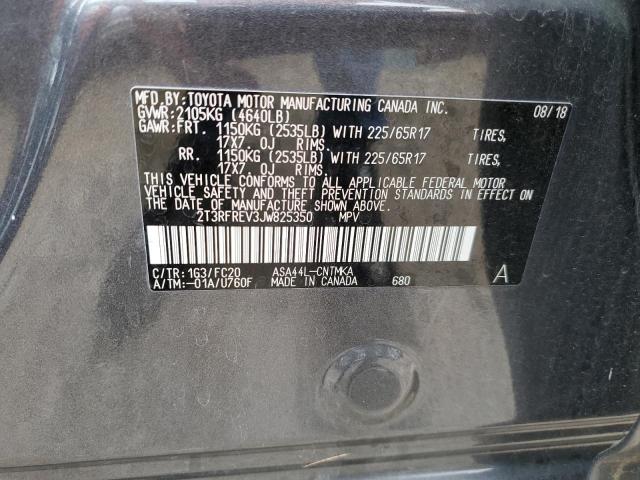 MFD.BY:TOYOTA MOTOR MANUFACTURING CANADA INC. 08/18
GVWR:2105KG (4640LB)
GAWR:FRT. 1150KG (2535LB) WITH 225/65R17 TIRES,
17X7.0J RIMS.
RR. 1150KG (2535LB) WITH 225/65R17 TIRES,
17X7.0J RIMS.
THIS VEHICLE CONFORMS TO ALL APPLICABLE FEDERAL MOTOR
VEHICLE SAFETY AND THEFT PREVENTION STANDARDS IN EFFECT ON
THE DATE OF MANUFACTURE SHOWN ABOVE.
2T3RFREV3JW825350 MPV
C/TR:1G3/FC20 ASA44L-CNTMKA
A/TM:-01A/U760F MADE IN CANADA 680 A